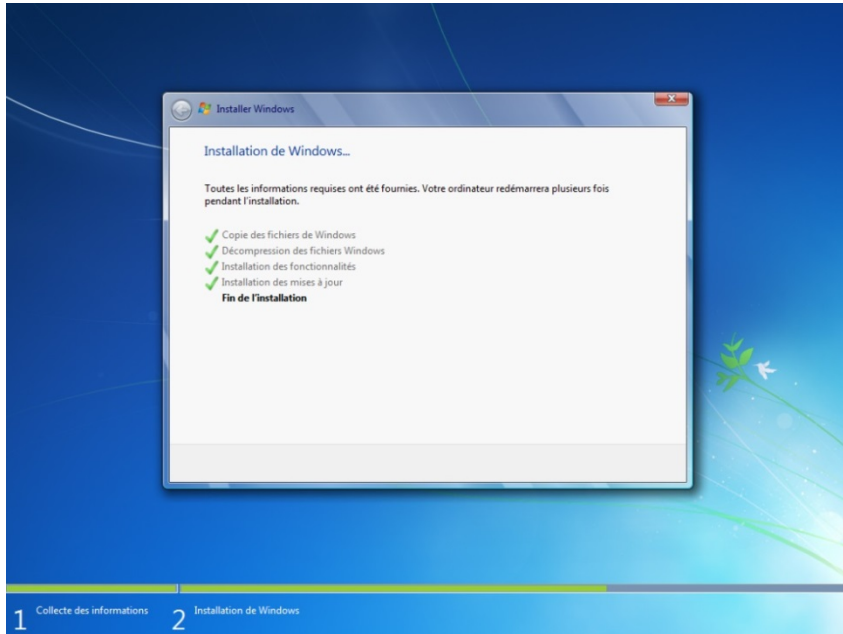 Installer Windows
Installation de Windows...
Toutes les informations requises ont été fournies. Votre ordinateur redémarrera plusieurs fois
pendant l'installation.
Copie des fichiers de Windows
Décompression des fichiers Windows
Installation des fonctionnalités
Installation des mises à jour
Fin de l'installation
1 Collecte des informations 2 Installation de Windows